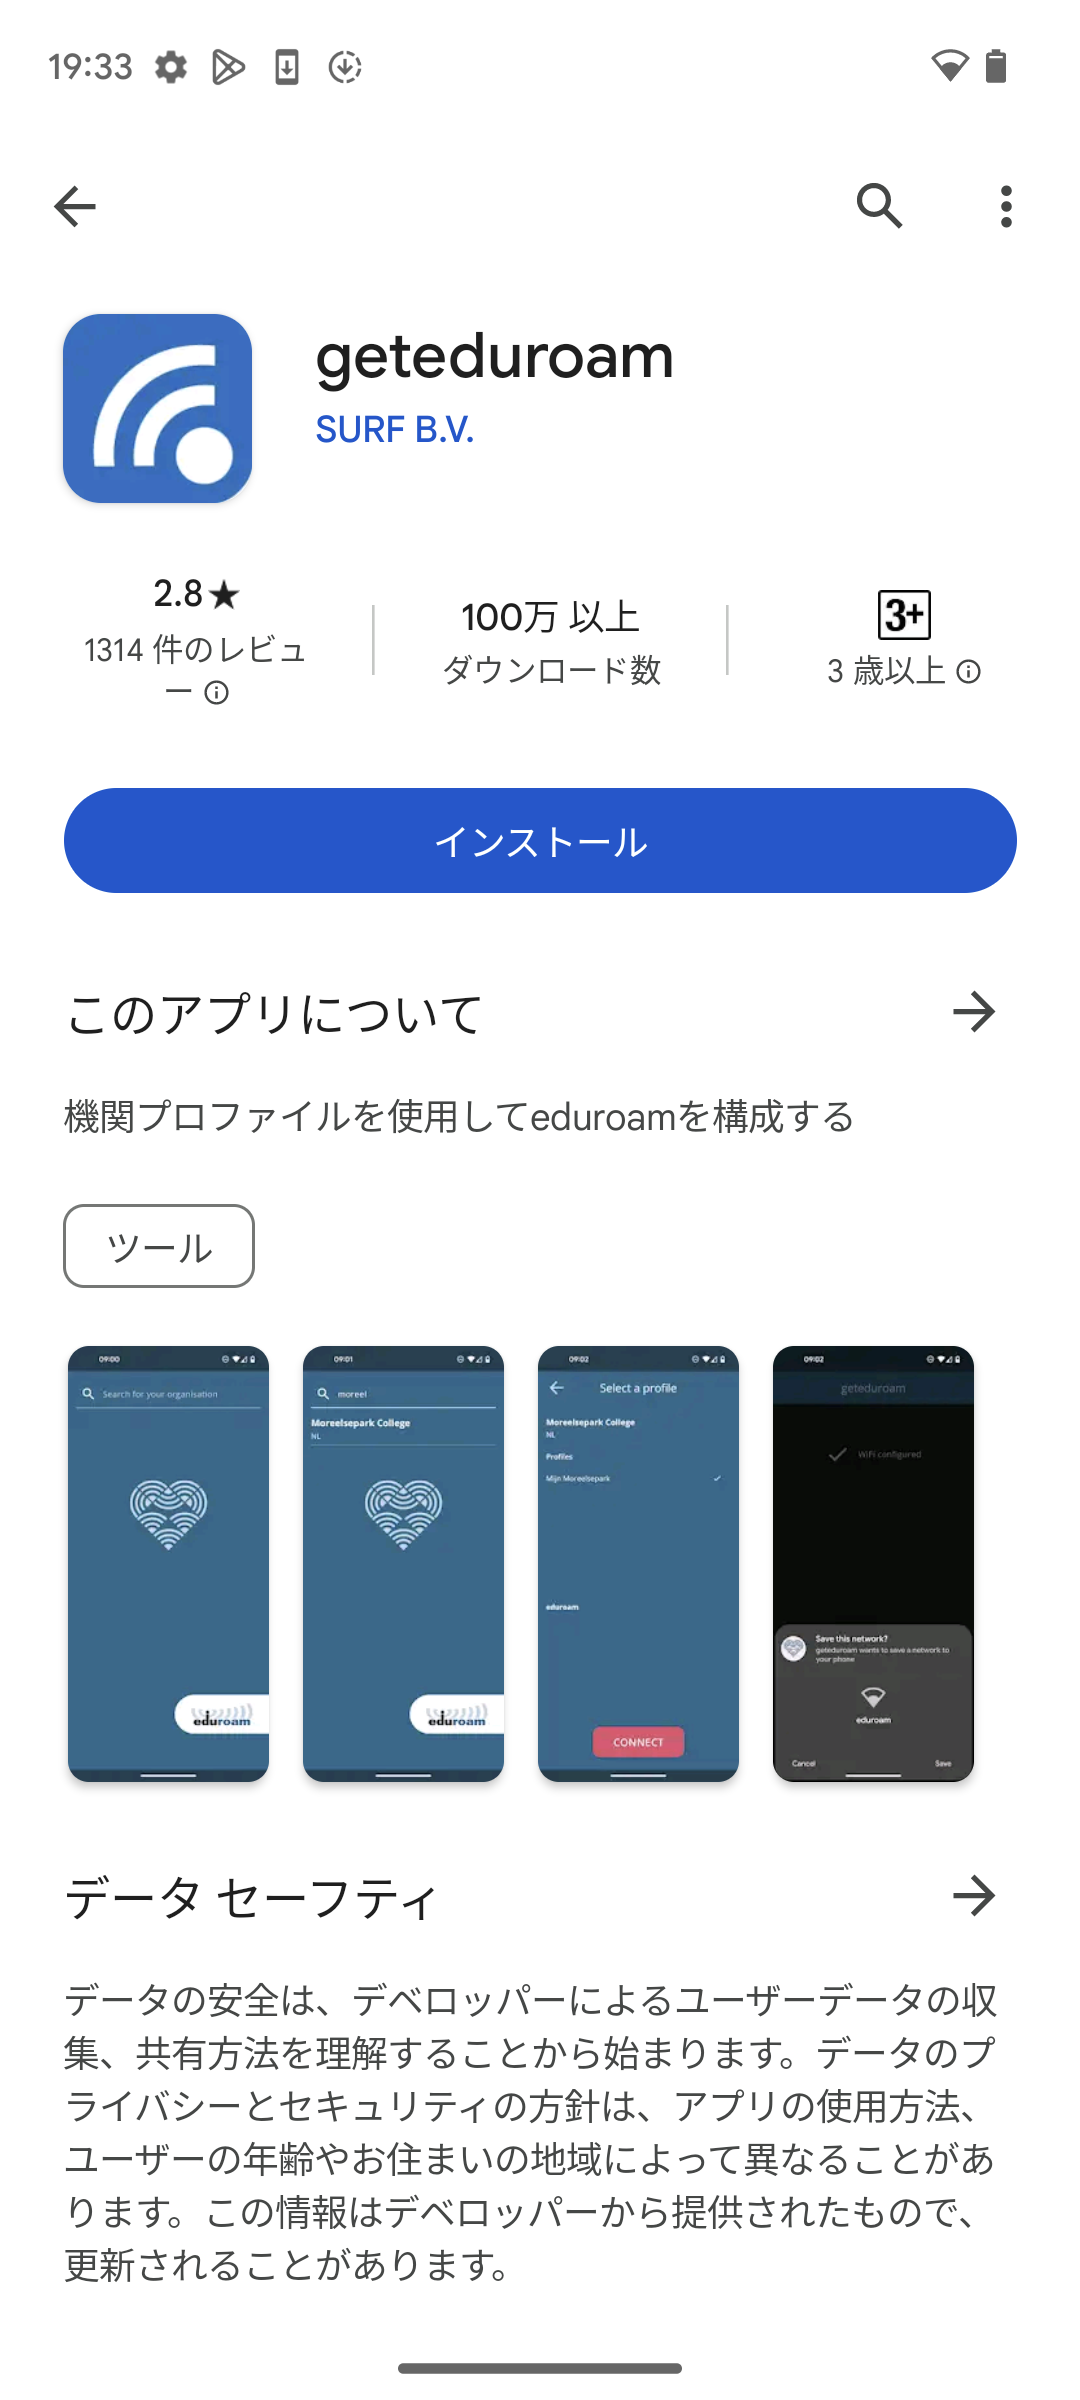 19:33
geteduroam
SURF B.V.
2.8★
1314 件のレビュ
ー
100万 以上
ダウンロード数
3+
3 歳以上
インストール
このアプリについて
機関プロファイルを使用してeduroamを構成する
ツール
09:00
Search for your organisation
eduroam
09:01
moreel
Moreelsepark College
NL
eduroam
09:02
Select a profile
Moreelsepark College
NL
Profiles
Mijn Moreelsepark
eduroam
CONNECT
09:02
geteduroam
WiFi configured
Save this network?
geteduroam wants to save a network to
your phone
eduroam
Cancel
Save
データ セーフティ
データの安全は、デベロッパーによるユーザーデータの収
集、共有方法を理解することから始まります。データのプ
ライバシーとセキュリティの方針は、アプリの使用方法、
ユーザーの年齢やお住まいの地域によって異なることがあ
ります。この情報はデベロッパーから提供されたもので、
更新されることがあります。